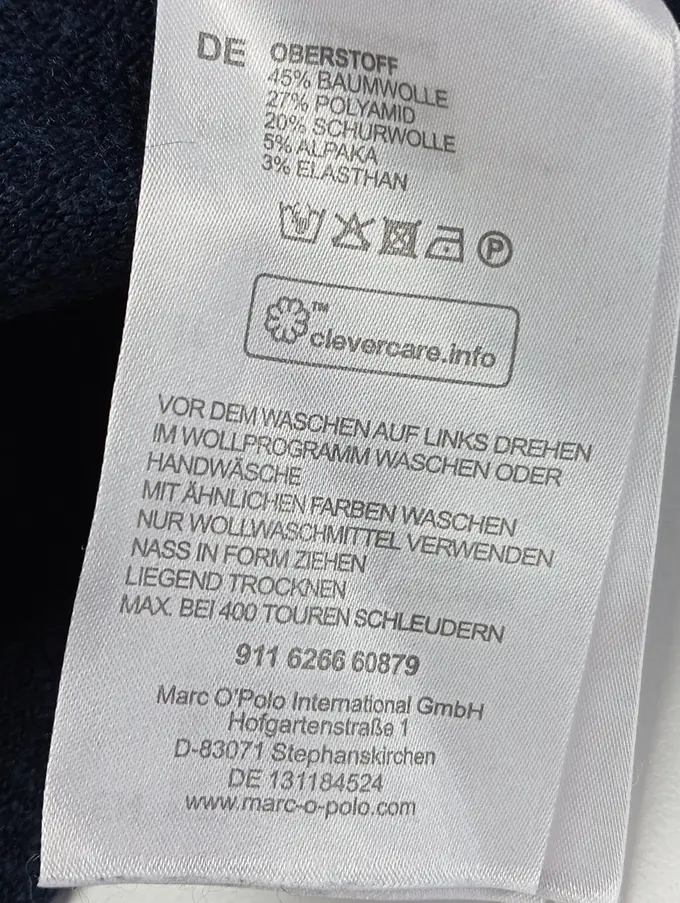 DE OBERSTOFF
45% BAUMWOLLE
27% POLYAMID
20% SCHURWOLLE
5% ALPAKA
3% ELASTHAN
P
™
clevercare.info
VOR DEM WASCHEN AUF LINKS DREHEN
IM WOLLPROGRAMM WASCHEN ODER
HANDWÄSCHE
MIT ÄHNLICHEN FARBEN WASCHEN
NUR WOLLWASCHMITTEL VERWENDEN
NASS IN FORM ZIEHEN
LIEGEND TROCKNEN
MAX. BEI 400 TOUREN SCHLEUDERN
911 6266 60879
Marc O'Polo International GmbH
Hofgartenstraße 1
D-83071 Stephanskirchen
DE 131184524
www.marc-o-polo.com